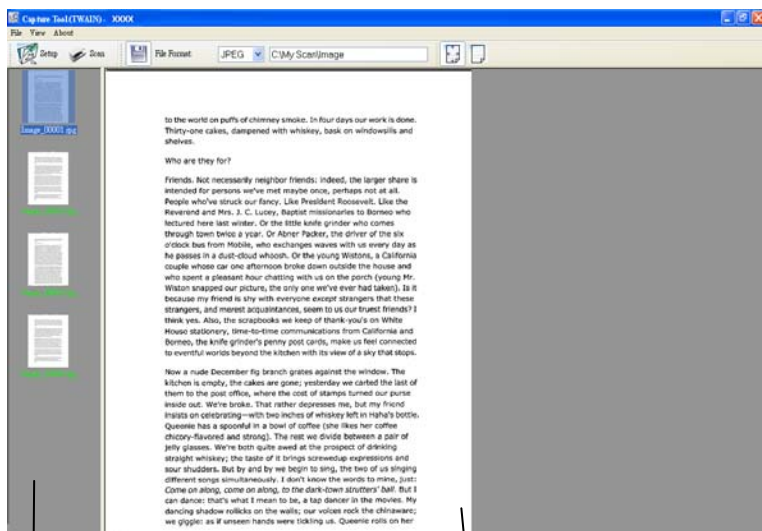 Capture Tool(TWAIN) - XXXX
File View About
Setup Scan File Format: JPEG C:\My Scan\Image
Image_00001.jpg
to the world on puffs of chimney smoke. In four days our work is done.
Thirty-one cakes, dampened with whiskey, bask on windowsills and
shelves.
Who are they for?
Friends. Not necessarily neighbor friends: indeed, the larger share is
intended for persons we've met maybe once, perhaps not at all.
People who've struck our fancy. Like President Roosevelt. Like the
Reverend and Mrs. J. C. Lucey, Baptist missionaries to Borneo who
lectured here last winter. Or the little knife grinder who comes
through town twice a year. Or Abner Packer, the driver of the six
o'clock bus from Mobile, who exchanges waves with us every day as
he passes in a dust-cloud whoosh. Or the young Wistons, a California
couple whose car one afternoon broke down outside the house and
who spent a pleasant hour chatting with us on the porch (young Mr.
Wiston snapped our picture, the only one we've ever had taken). Is it
because my friend is shy with everyone except strangers that these
strangers, and merest acquaintances, seem to us our truest friends? I
think yes. Also, the scrapbooks we keep of thank-you's on White
House stationery, time-to-time communications from California and
Borneo, the knife grinder's penny post cards, make us feel connected
to eventful worlds beyond the kitchen with its view of a sky that stops.
Now a nude December fig branch grates against the window. The
kitchen is empty, the cakes are gone; yesterday we carted the last of
them to the post office, where the cost of stamps turned our purse
inside out. We're broke. That rather depresses me, but my friend
insists on celebrating—with two inches of whiskey left in Haha's bottle.
Queenie has a spoonful in a bowl of coffee (she likes her coffee
chicory-flavored and strong). The rest we divide between a pair of
jelly glasses. We're both quite awed at the prospect of drinking
straight whiskey; the taste of it brings screwedup expressions and
sour shudders. But by and by we begin to sing, the two of us singing
different songs simultaneously. I don't know the words to mine, just:
Come on along, come on along, to the dark-town strutters' ball. But I
can dance: that's what I mean to be, a tap dancer in the movies. My
dancing shadow rollicks on the walls; our voices rock the chinaware;
we giggle: as if unseen hands were tickling us. Queenie rolls on her